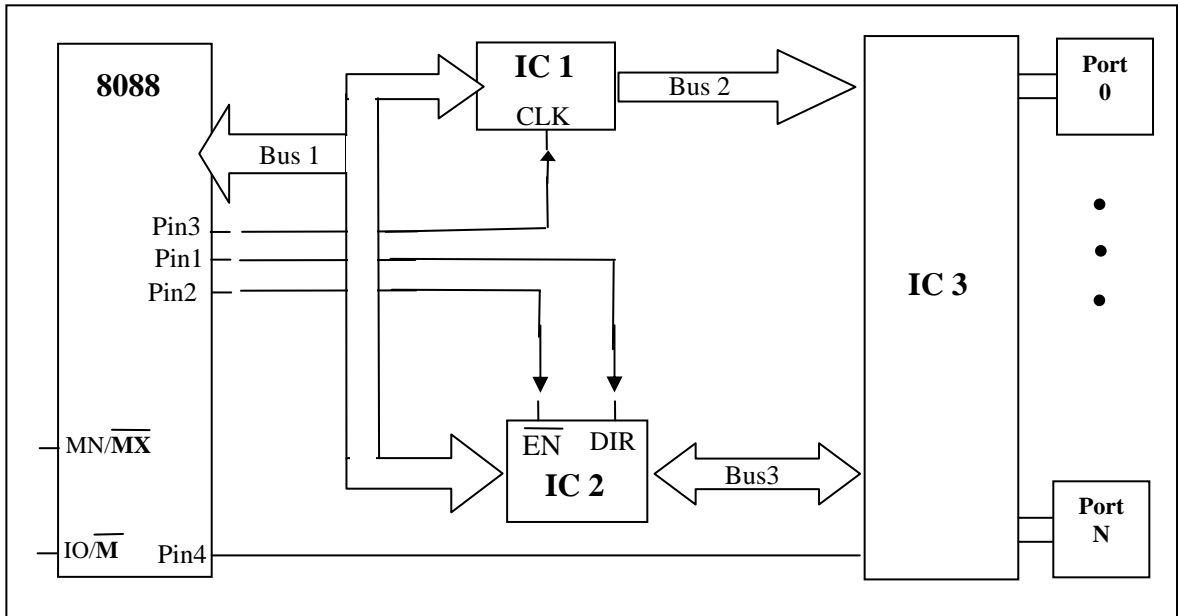 8088
Bus 1
Pin3
Pin1
Pin2
MN/MX
IO/M
Pin4
IC 1
CLK
Bus 2
EN DIR
IC 2
Bus3
IC 3
Port
0
Port
N